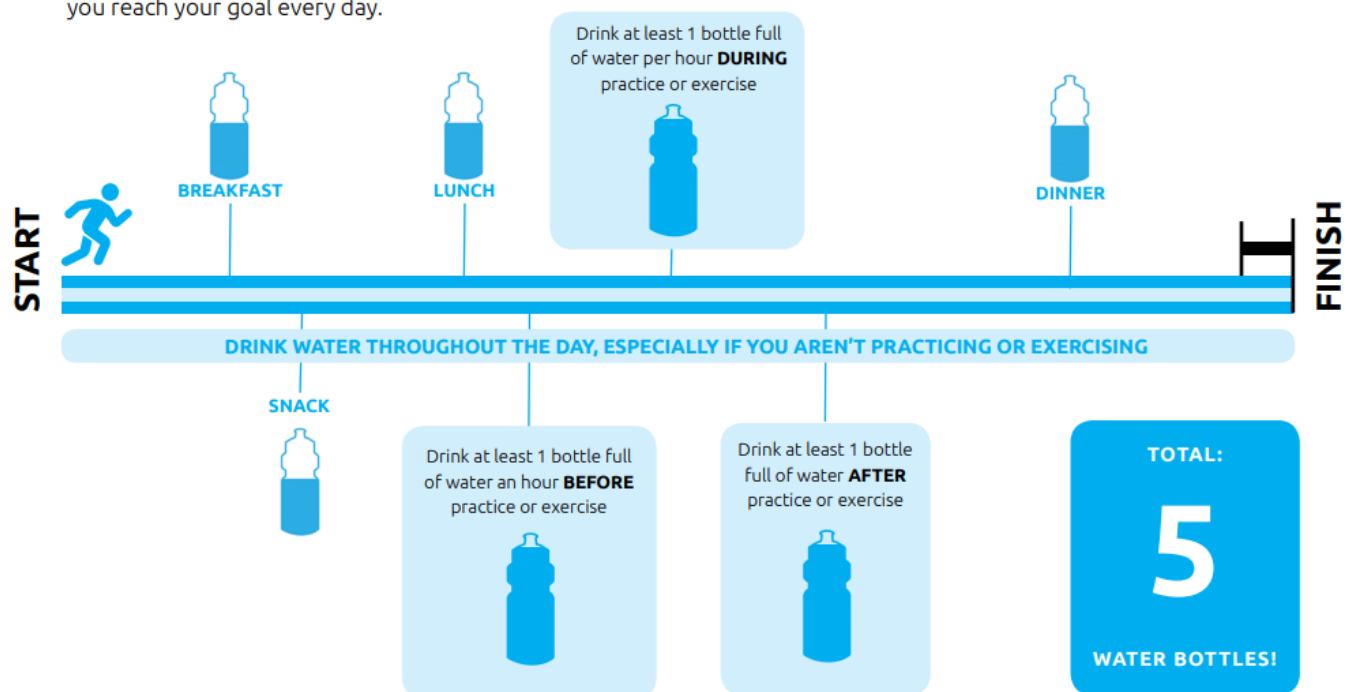 you reach your goal every day.
Drink at least 1 bottle full
of water per hour DURING
practice or exercise
BREAKFAST
LUNCH
DINNER
START
FINISH
DRINK WATER THROUGHOUT THE DAY, ESPECIALLY IF YOU AREN'T PRACTICING OR EXERCISING
SNACK
Drink at least 1 bottle full
of water an hour BEFORE
practice or exercise
Drink at least 1 bottle
full of water AFTER
practice or exercise
TOTAL:
5
WATER BOTTLES!